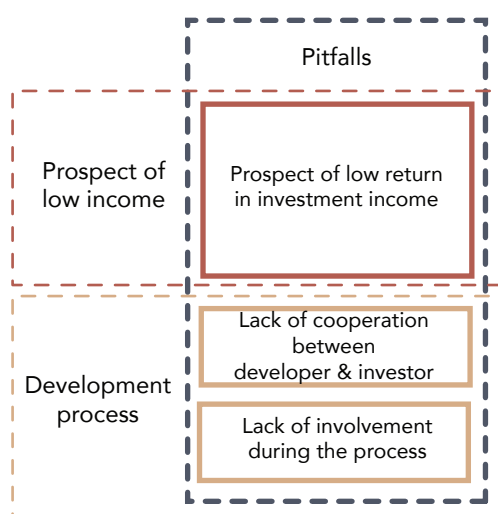 Pitfalls
Prospect of
low income
Prospect of low return
in investment income
Development
process
Lack of cooperation
between
developer & investor
Lack of involvement
during the process